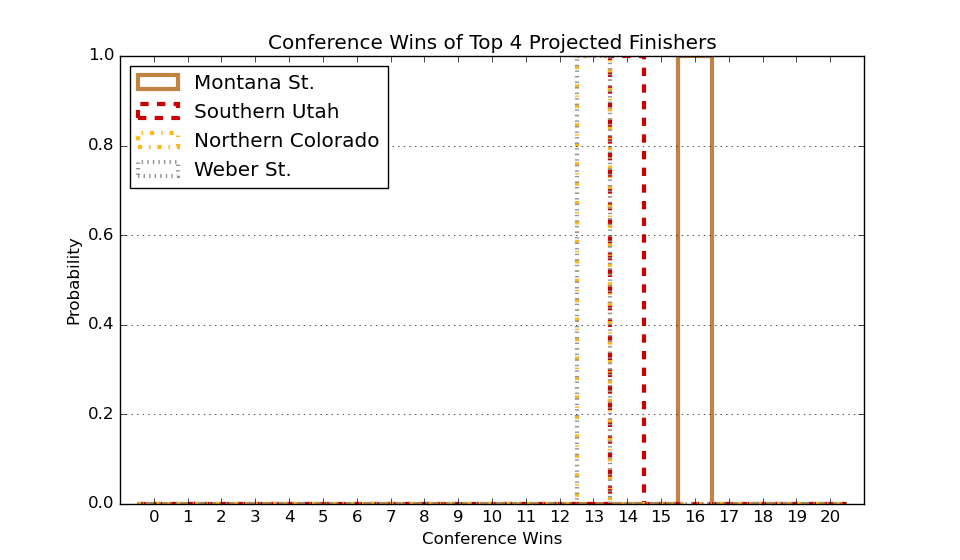 Conference Wins of Top 4 Projected Finishers
1.0
Montana St.
Southern Utah
Northern Colorado
Weber St.
0.8
0.6
0.4
0.2
0.0
Probability
0 1 2 3 4 5 6 7 8 9 10 11 12 13 14 15 16 17 18 19 20
Conference Wins